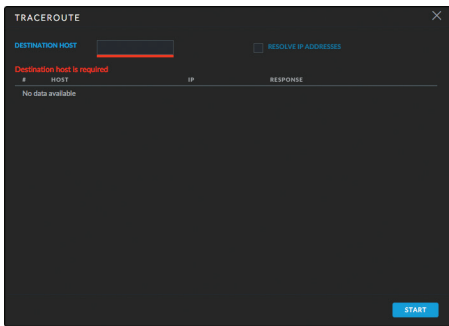 TRACEROUTE
DESTINATION HOST
RESOLVE IP ADDRESSES
Destination host is required
# HOST IP RESPONSE
No data available
START